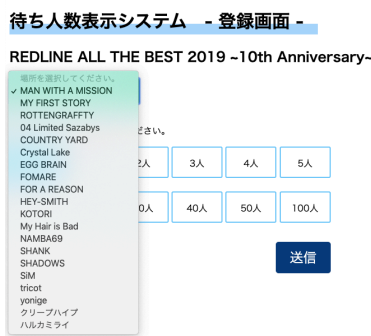 待ち人数表示システム - 登録画面 -
REDLINE ALL THE BEST 2019 ~10th Anniversary~
場所を選択してください。
✓ MAN WITH A MISSION
MY FIRST STORY
ROTTENGRAFFTY
04 Limited Sazabys
COUNTRY YARD
Crystal Lake
EGG BRAIN
FOMARE
FOR A REASON
HEY-SMITH
KOTORI
My Hair is Bad
NAMBA69
SHANK
SHADOWS
SiM
tricot
yonige
クリープハイプ
ハルカミライ
ださい。
2人 3人 4人 5人
0人 40人 50人 100人
送信